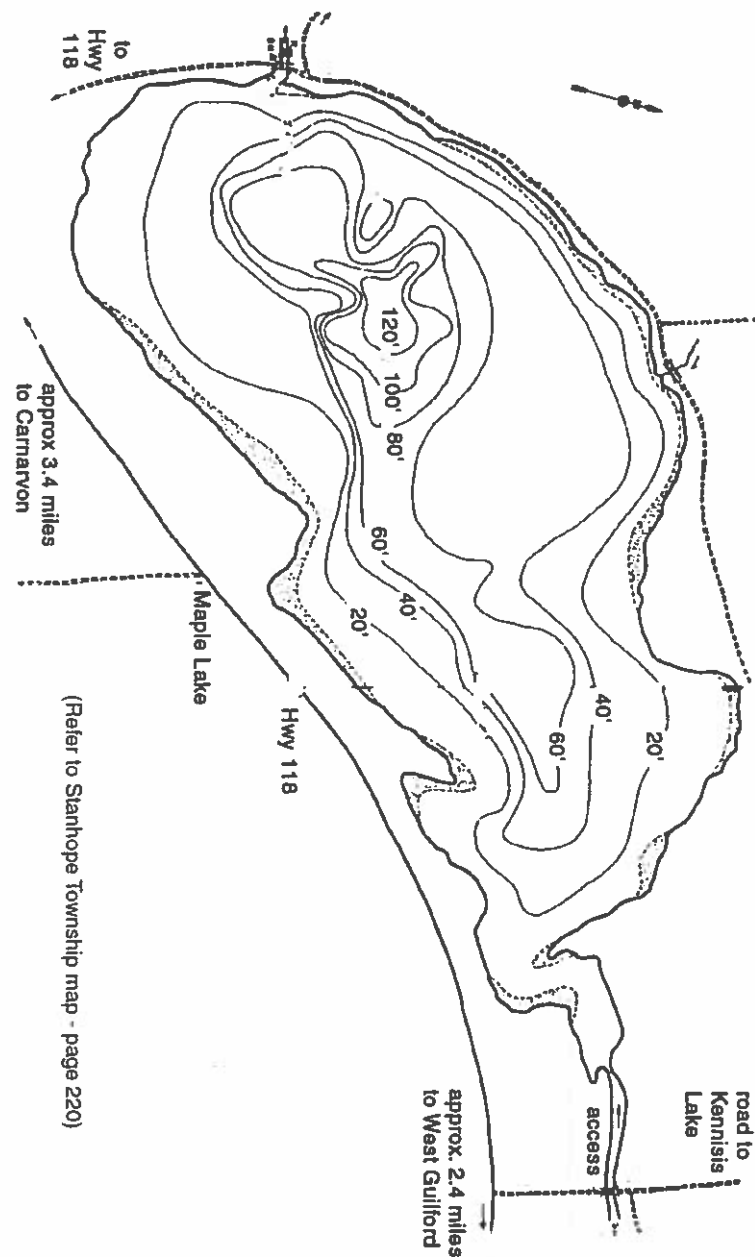 to
Hwy
118
120'
100'
80'
60'
40'
20'
60'
40'
20'
approx 3.4 miles
to Carnarvon
Maple Lake
Hwy 118
(Refer to Stanhope Township map - page 220)
road to
Kennisis
Lake
access
approx. 2.4 miles
to West Guilford